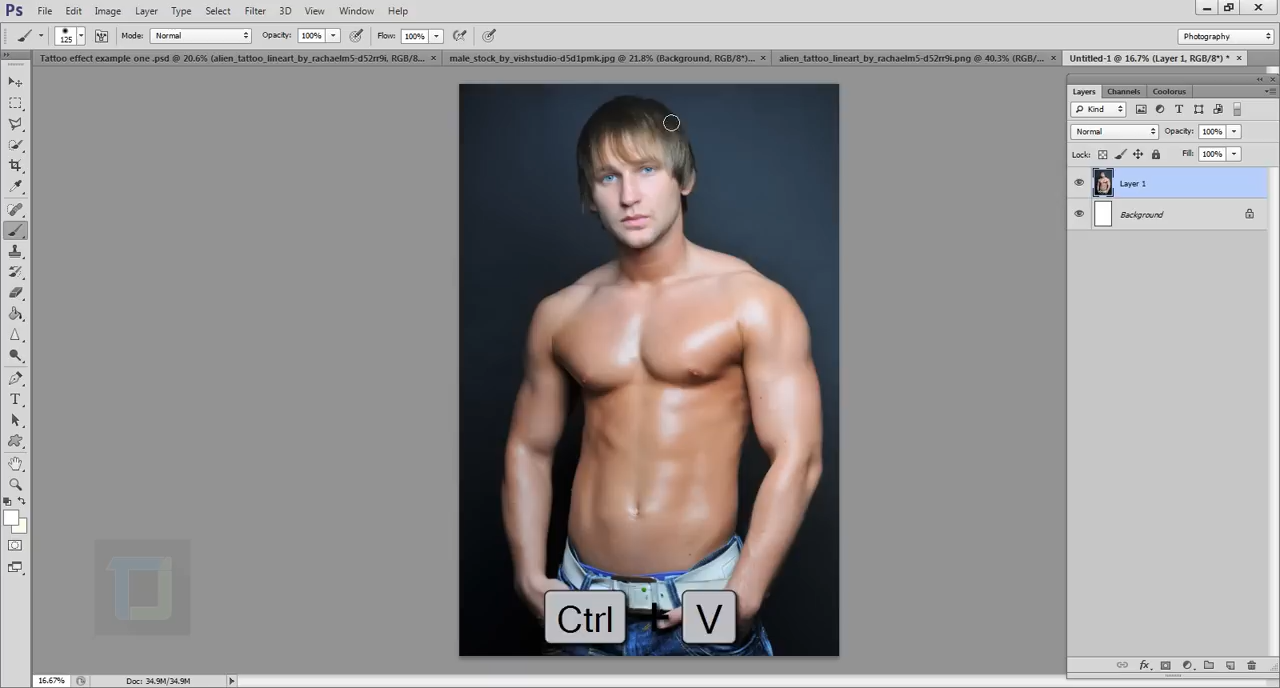 Ps File Edit Image Layer Type Select Filter 3D View Window Help
125 Mode: Normal Opacity: 100% Flow: 100% Photography
Tattoo effect example one .psd @ 20.6% (alien_tattoo_lineart_by_rachaelm5-d52rr9i, RGB/8... × male_stock_by_vishstudio-d5d1pmk.jpg @ 21.8% (Background, RGB/8*)... × alien_tattoo_lineart_by_rachaelm5-d52rr9i.png @ 40.3% (RGB/... × Untitled-1 @ 16.7% (Layer 1, RGB/8*) * ×
Layers Channels Coolorus
Kind
Normal Opacity: 100%
Lock: Fill: 100%
Layer 1
Background
Ctrl + V
16.67% Doc: 34.9M/34.9M